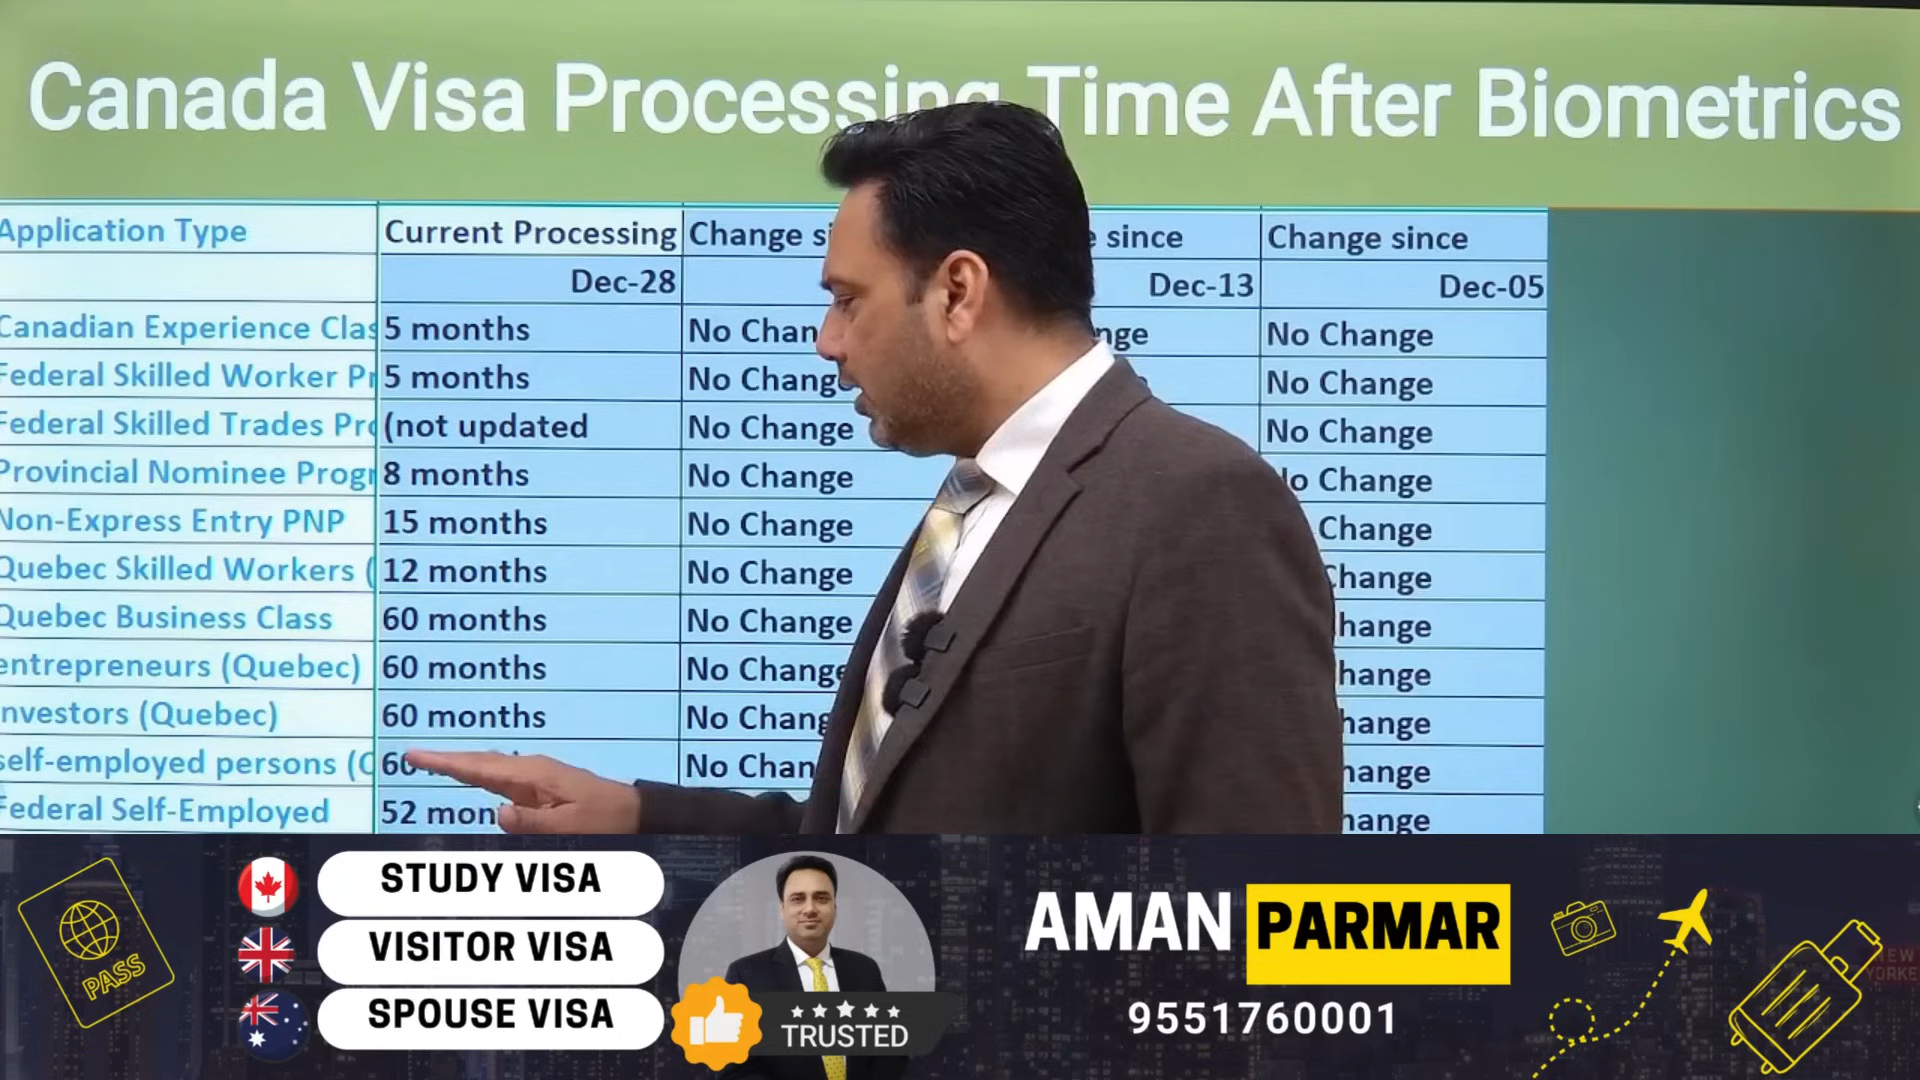 Canada Visa Processing Time After Biometrics
Application Type Current Processing Change since Change since
Dec-28 Dec-13 Dec-05
Canadian Experience Clas 5 months No Chan nge No Change
Federal Skilled Worker Pr 5 months No Change No Change
Federal Skilled Trades Pro (not updated No Change No Change
Provincial Nominee Progr 8 months No Change No Change
Non-Express Entry PNP 15 months No Change Change
Quebec Skilled Workers ( 12 months No Change Change
Quebec Business Class 60 months No Change hange
entrepreneurs (Quebec) 60 months No Change hange
nvestors (Quebec) 60 months No Chang hange
self-employed persons (Q 60 No Chan hange
Federal Self-Employed 52 mon hange
STUDY VISA
VISITOR VISA
SPOUSE VISA
PASS
TRUSTED
AMAN PARMAR
9551760001
NEW
YORKE